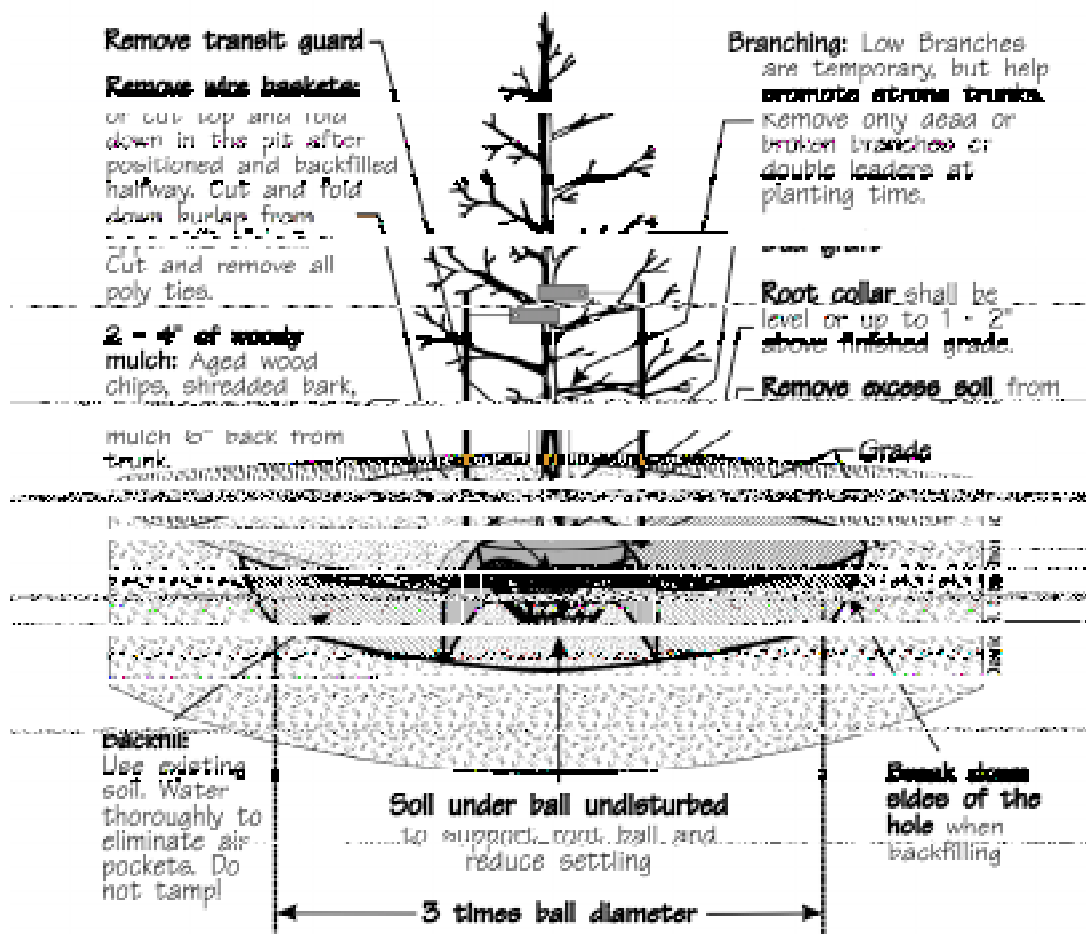 Remove transit guard
Remove wire baskets:
or cut top and fold
down in the pit after
positioned and backfilled
halfway. Cut and fold
down burlap from
Cut and remove all
poly ties.
2 - 4" of woody
mulch: Aged wood
chips, shredded bark,
mulch 6" back from
trunk.
Branching: Low Branches
are temporary, but help
promote strong trunks.
Remove only dead or
broken branches or
double leaders at
planting time.
Root collar shall be
level or up to 1 - 2"
above finished grade.
Remove excess soil from
Grade
Backfill:
Use existing
soil. Water
thoroughly to
eliminate air
pockets. Do
not tamp!
Soil under ball undisturbed
to support root ball and
reduce settling
Break down
sides of the
hole when
backfilling
3 times ball diameter